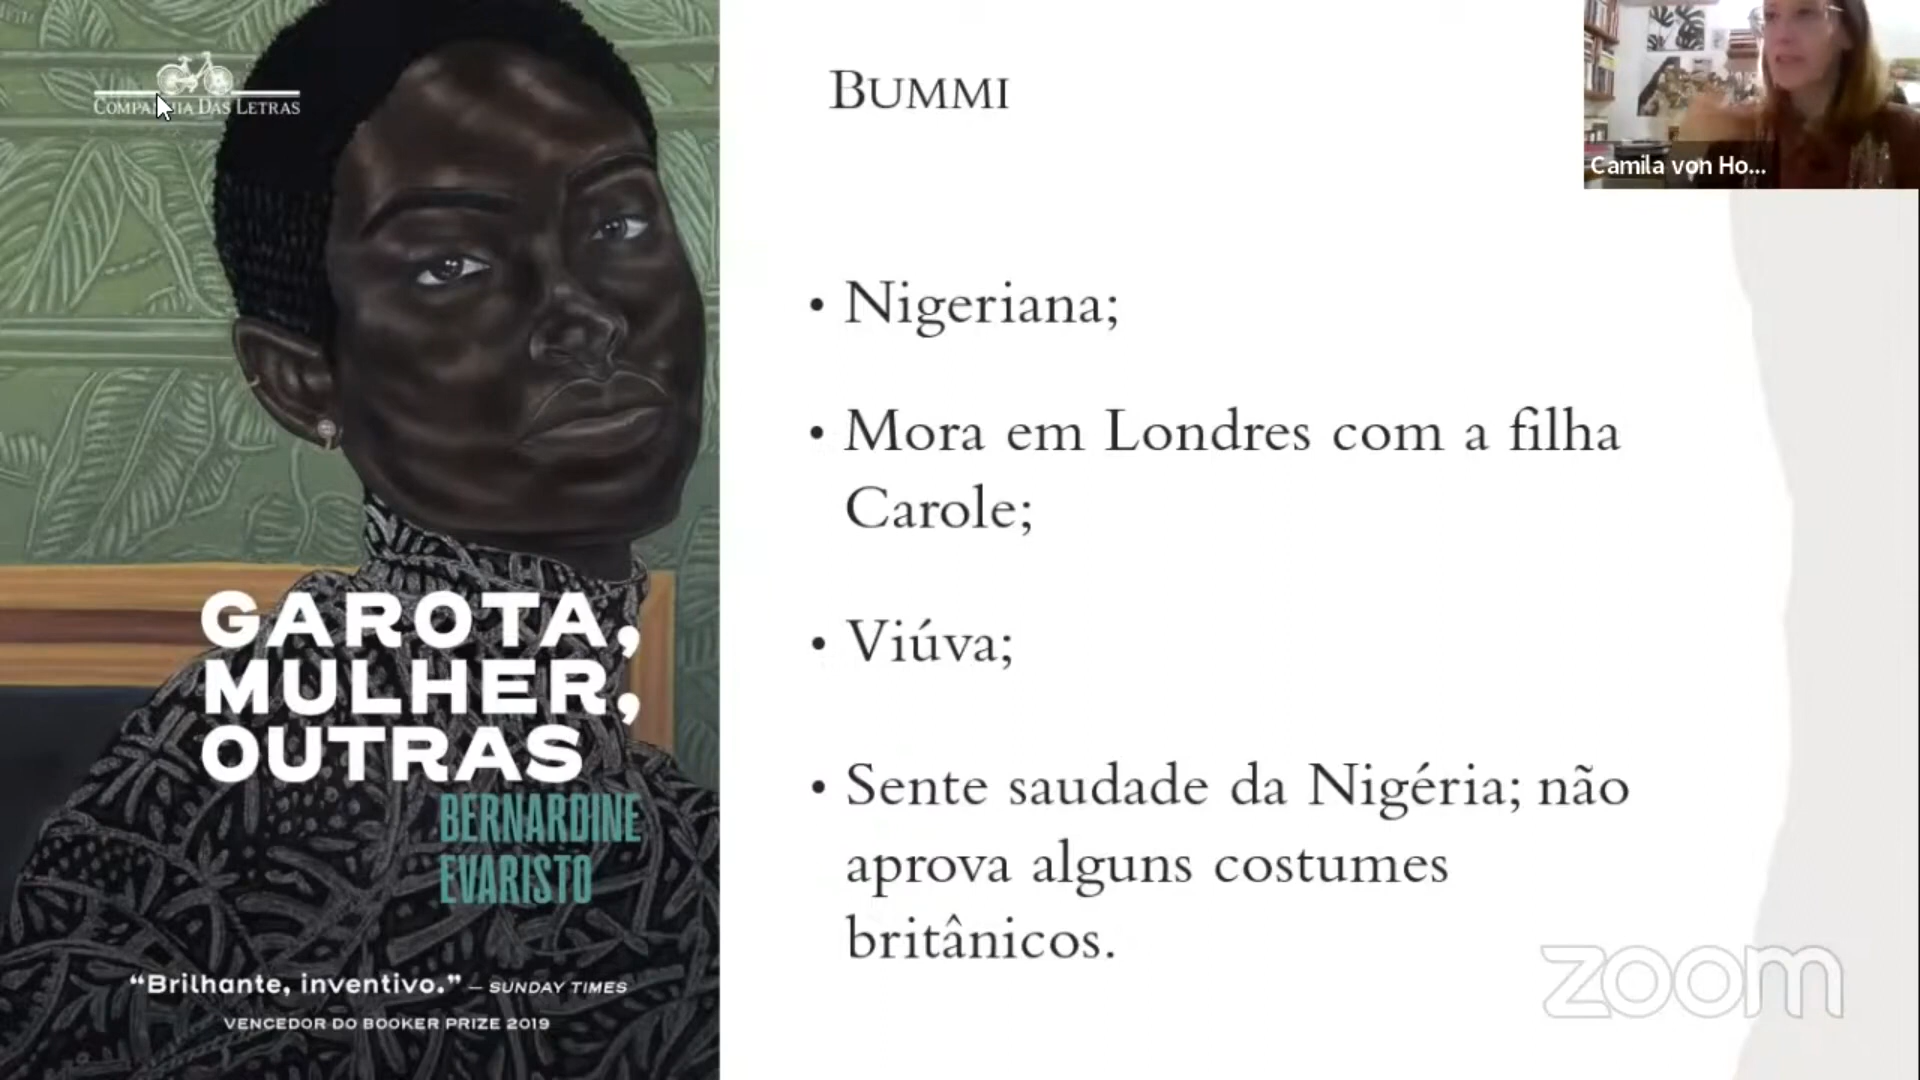 COMPANHIA DAS LETRAS
GAROTA,
MULHER,
OUTRAS
BERNARDINE
EVARISTO
“Brilhante, inventivo.” – SUNDAY TIMES
VENCEDOR DO BOOKER PRIZE 2019
BUMMI
• Nigeriana;
• Mora em Londres com a filha
Carole;
• Viúva;
• Sente saudade da Nigéria; não
aprova alguns costumes
britânicos.
Camila von Ho...
zoom